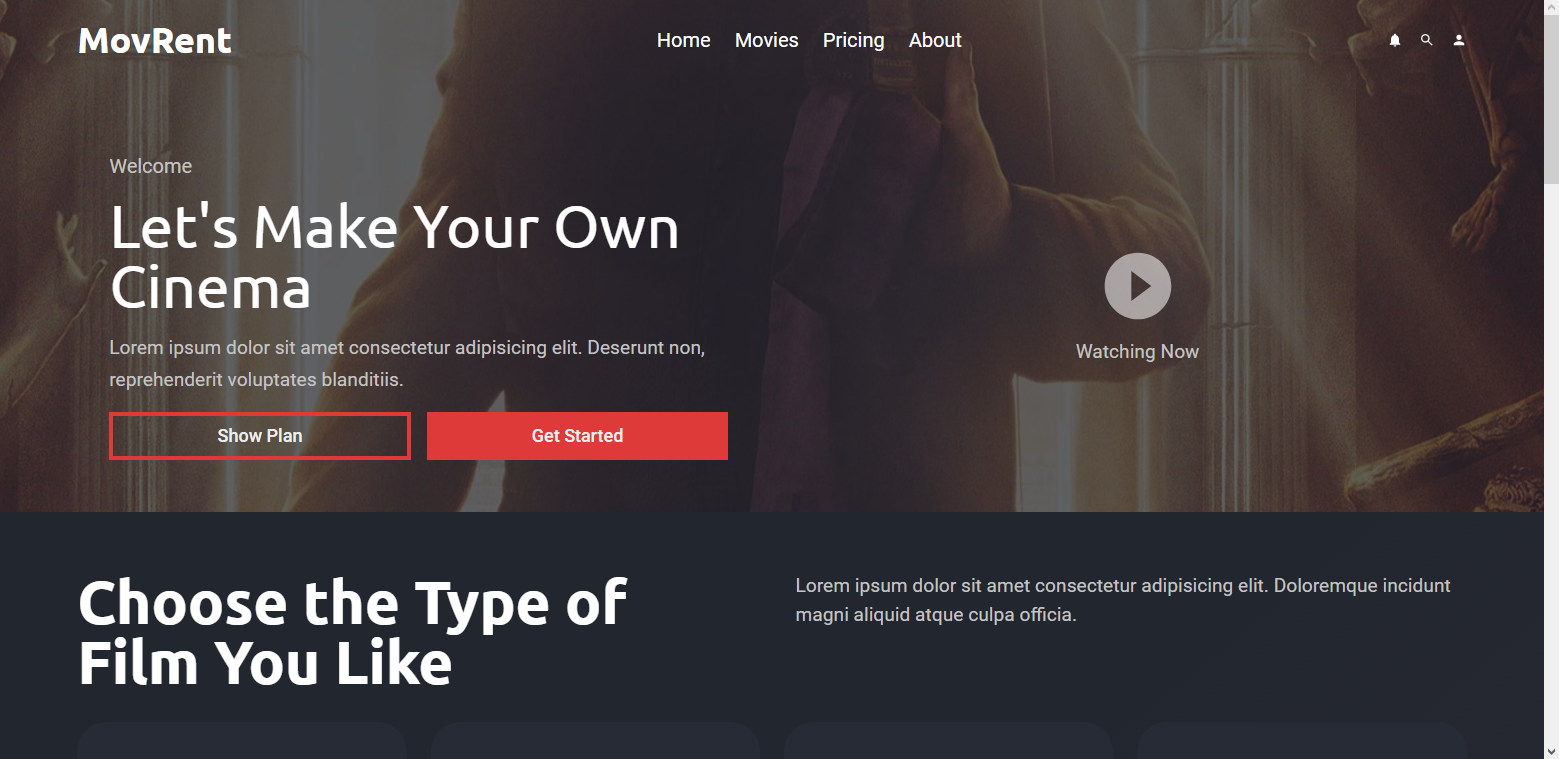 MovRent
Home Movies Pricing About
Welcome
Let's Make Your Own
Cinema
Lorem ipsum dolor sit amet consectetur adipisicing elit. Deserunt non,
reprehenderit voluptates blanditiis.
Show Plan Get Started
Watching Now
Choose the Type of
Film You Like
Lorem ipsum dolor sit amet consectetur adipisicing elit. Doloremque incidunt
magni aliquid atque culpa officia.